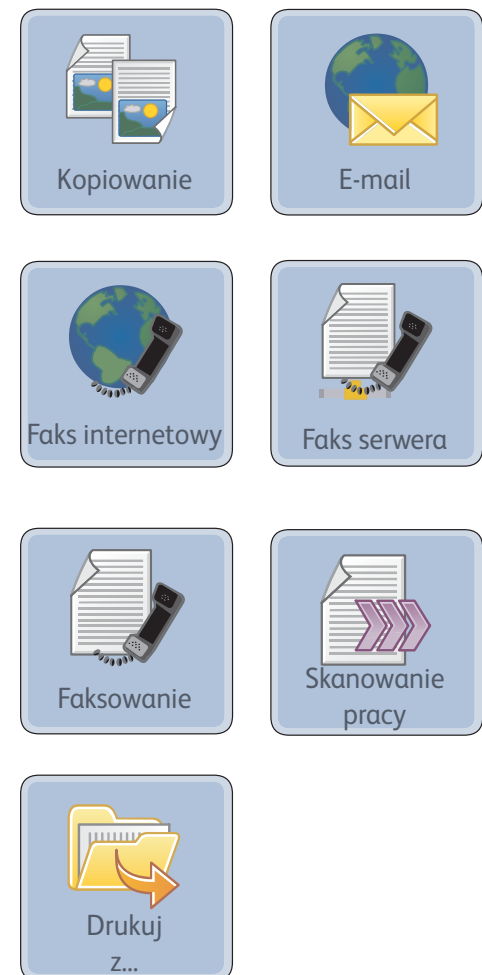 Kopiowanie
E-mail
Faks internetowy
Faks serwera
Faksowanie
Skanowanie
pracy
Drukuj
z...